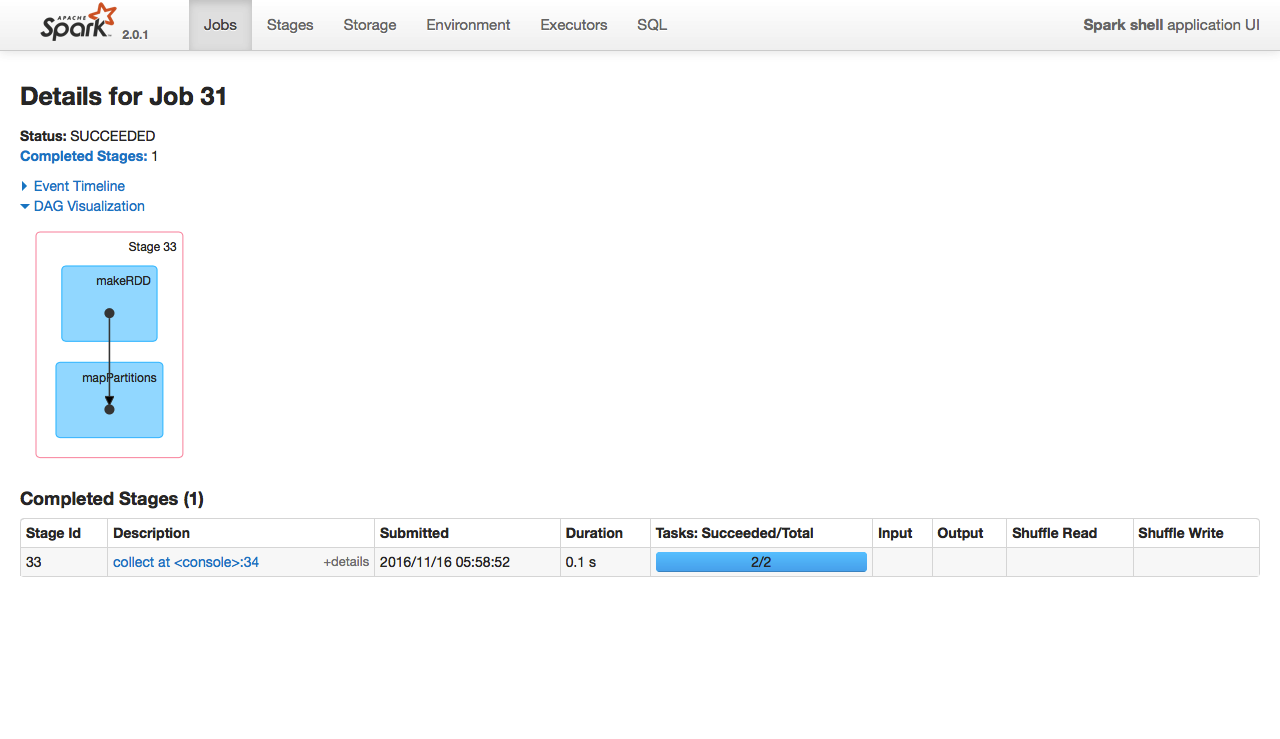 APACHE
Spark 2.0.1 Jobs Stages Storage Environment Executors SQL Spark shell application UI
Details for Job 31
Status: SUCCEEDED
Completed Stages: 1
Event Timeline
DAG Visualization
Stage 33
makeRDD
mapPartitions
Completed Stages (1)
Stage Id Description Submitted Duration Tasks: Succeeded/Total Input Output Shuffle Read Shuffle Write
33 collect at <console>:34 +details 2016/11/16 05:58:52 0.1 s 2/2